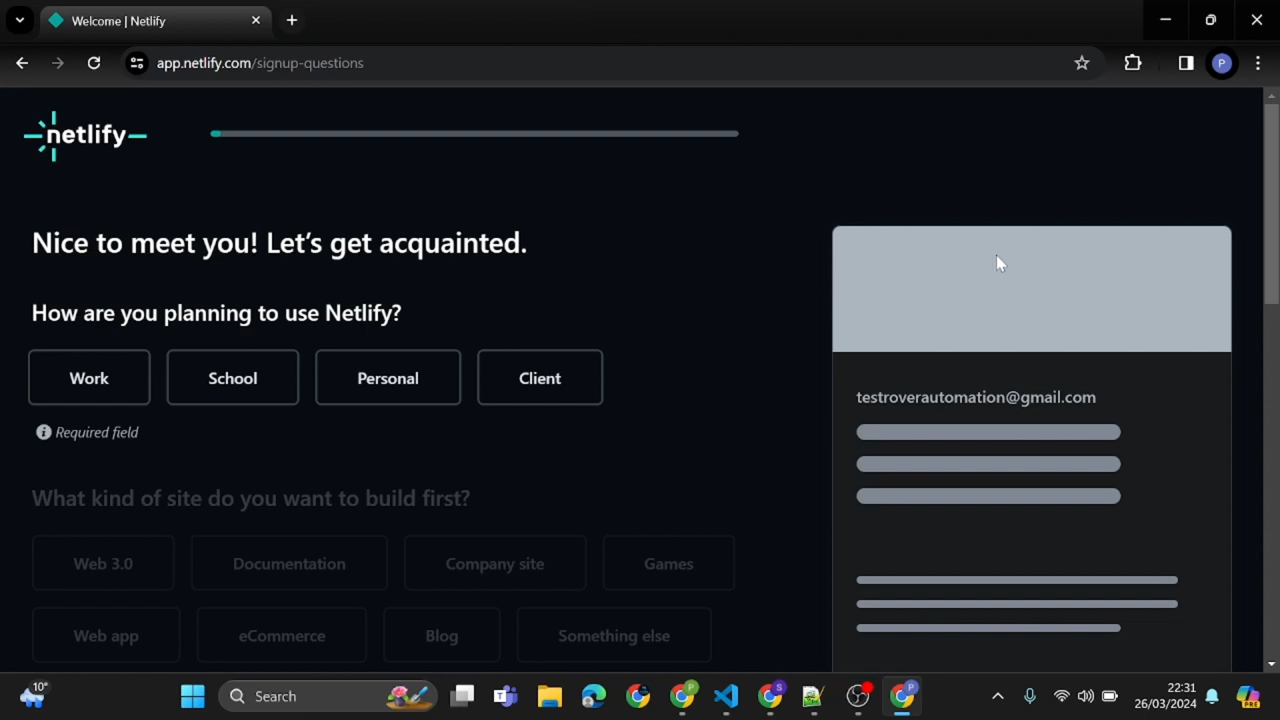 Welcome | Netlify
app.netlify.com/signup-questions
P
netlify
Nice to meet you! Let’s get acquainted.
How are you planning to use Netlify?
Work School Personal Client
Required field
What kind of site do you want to build first?
Web 3.0 Documentation Company site Games
Web app eCommerce Blog Something else
testroverautomation@gmail.com
10°
Search
P
S
P
22:31
26/03/2024
PRE